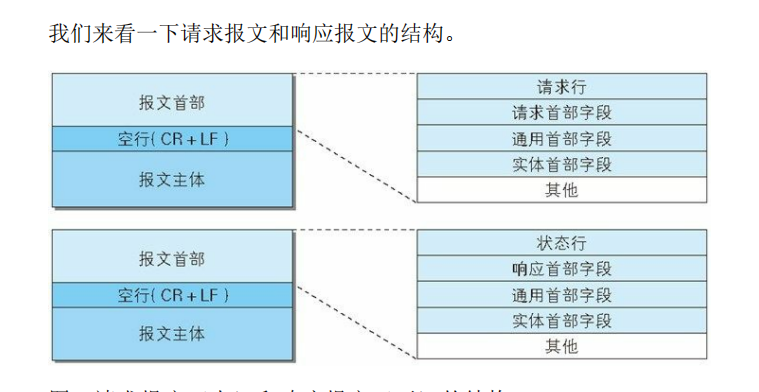 我们来看一下请求报文和响应报文的结构。
报文首部
空行( CR + LF )
报文主体
请求行
请求首部字段
通用首部字段
实体首部字段
其他
报文首部
空行( CR + LF )
报文主体
状态行
响应首部字段
通用首部字段
实体首部字段
其他